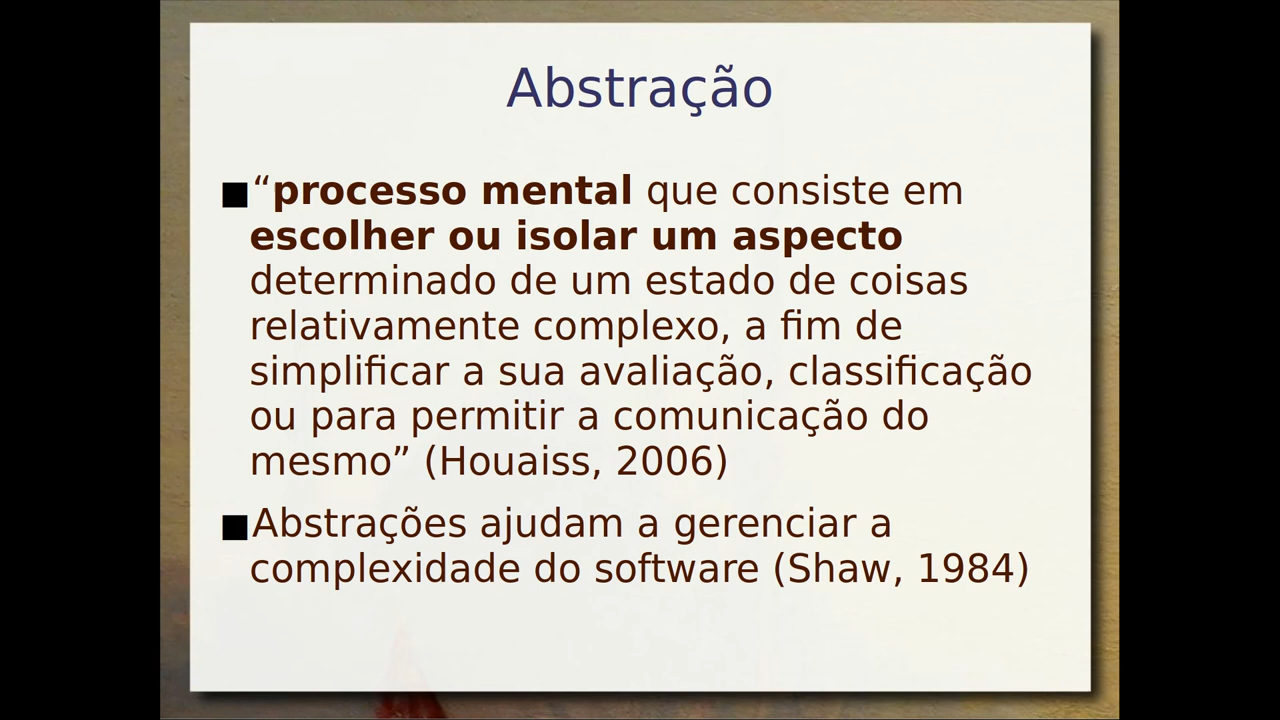 Abstração
■“processo mental que consiste em
escolher ou isolar um aspecto
determinado de um estado de coisas
relativamente complexo, a fim de
simplificar a sua avaliação, classificação
ou para permitir a comunicação do
mesmo” (Houaiss, 2006)
■Abstrações ajudam a gerenciar a
complexidade do software (Shaw, 1984)